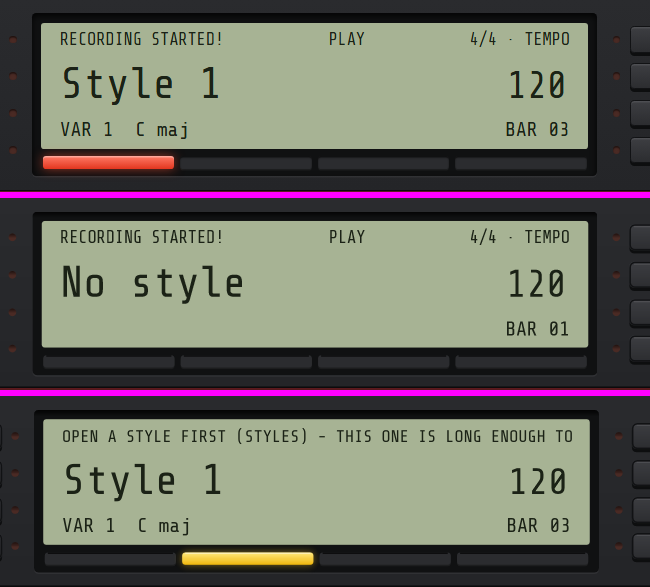 RECORDING STARTED! PLAY 4/4 · TEMPO
Style 1 120
VAR 1 C maj BAR 03
RECORDING STARTED! PLAY 4/4 · TEMPO
No style 120
BAR 01
OPEN A STYLE FIRST (STYLES) – THIS ONE IS LONG ENOUGH TO
Style 1 120
VAR 1 C maj BAR 03